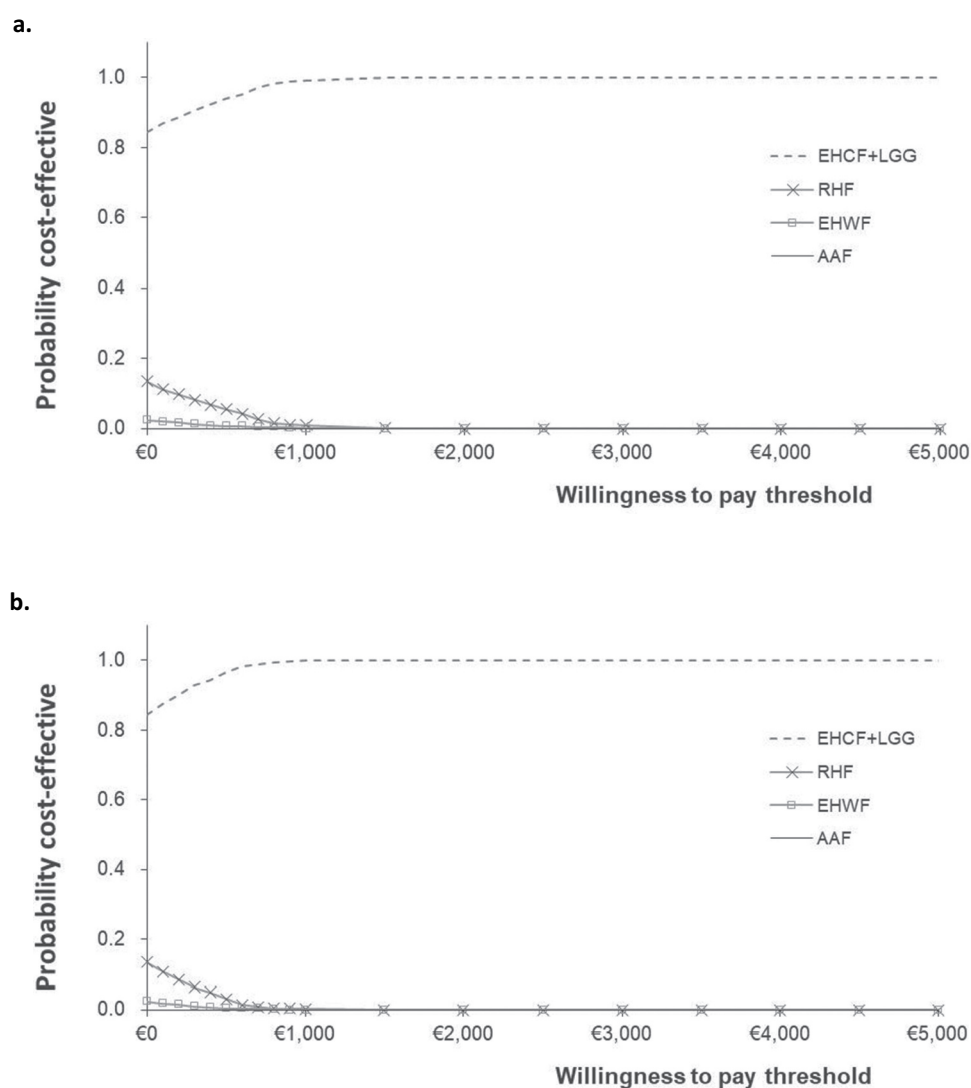 a.
Probability cost-effective
1.0
0.8
0.6
0.4
0.2
0.0
EHCF+LGG
RHF
EHWF
AAF
€0
€1,000
€2,000
€3,000
€4,000
€5,000
Willingness to pay threshold
b.
Probability cost-effective
1.0
0.8
0.6
0.4
0.2
0.0
EHCF+LGG
RHF
EHWF
AAF
€0
€1,000
€2,000
€3,000
€4,000
€5,000
Willingness to pay threshold